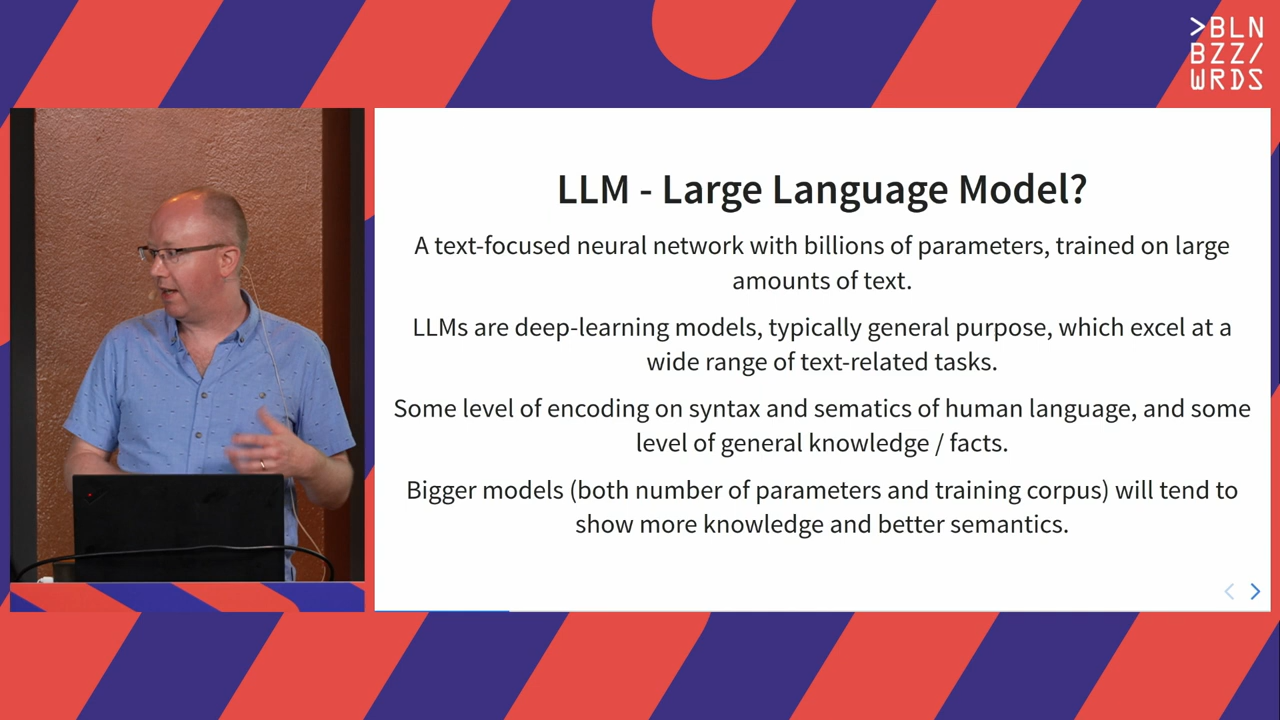 >BLN
BZZ/
WRDS
LLM - Large Language Model?
A text-focused neural network with billions of parameters, trained on large
amounts of text.
LLMs are deep-learning models, typically general purpose, which excel at a
wide range of text-related tasks.
Some level of encoding on syntax and sematics of human language, and some
level of general knowledge / facts.
Bigger models (both number of parameters and training corpus) will tend to
show more knowledge and better semantics.